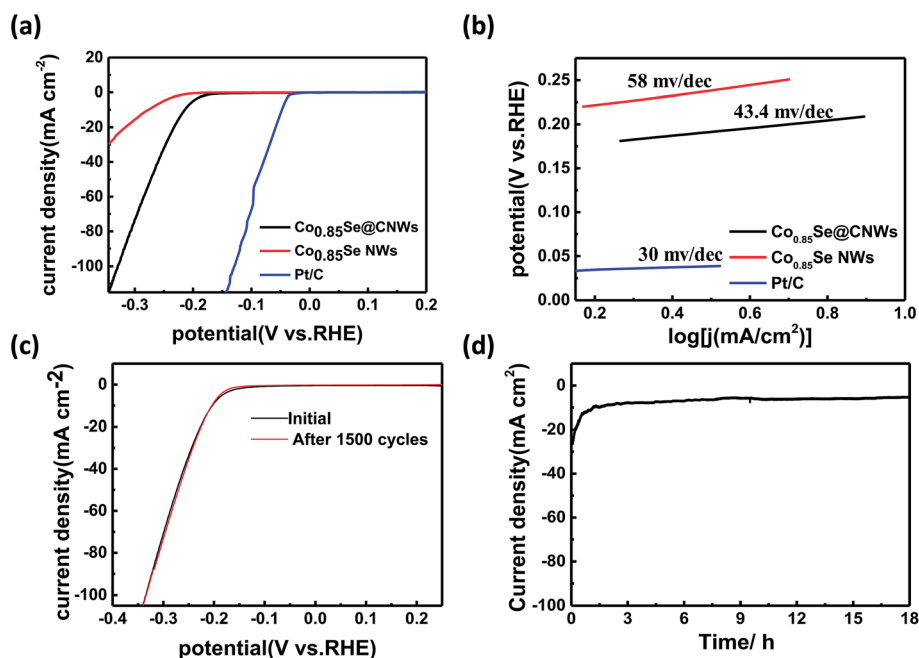 (a)
20
0
-20
-40
-60
-80
-100
current density(mA cm-2)
Co0.85Se@CNWs
Co0.85Se NWs
Pt/C
-0.3 -0.2 -0.1 0.0 0.1 0.2
potential(V vs.RHE)
(b)
0.25
0.20
0.15
0.10
0.05
0.00
potential(V vs.RHE)
58 mv/dec
43.4 mv/dec
30 mv/dec
Co0.85Se@CNWs
Co0.85Se NWs
Pt/C
0.2 0.4 0.6 0.8 1.0
log[j(mA/cm2)]
(c)
0
-20
-40
-60
-80
-100
current density(mA cm-2)
Initial
After 1500 cycles
-0.4 -0.3 -0.2 -0.1 0.0 0.1 0.2
potential(V vs.RHE)
(d)
20
0
-20
-40
-60
-80
-100
Current density(mA cm2)
0 3 6 9 12 15 18
Time/ h